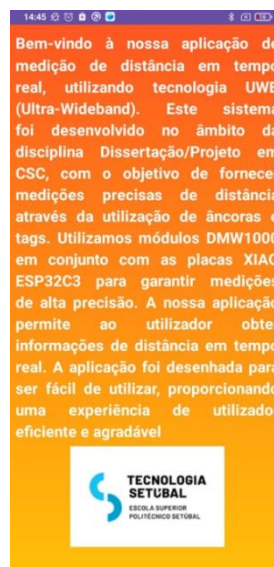 14:45
Bem-vindo à nossa aplicação de
medição de distância em tempo
real, utilizando tecnologia UWB
(Ultra-Wideband). Este sistema
foi desenvolvido no âmbito da
disciplina Dissertação/Projeto em
CSC, com o objetivo de fornecer
medições precisas de distância
através da utilização de âncoras
tags. Utilizamos módulos DMW1000
em conjunto com as placas XIAO
ESP32C3 para garantir medições
de alta precisão. A nossa aplicação
permite ao utilizador obter
informações de distância em tempo
real. A aplicação foi desenhada para
ser fácil de utilizar, proporcionando
uma experiência de utilizador
eficiente e agradável
TECNOLOGIA
SETÚBAL
ESCOLA SUPERIOR
POLITÉCNICO SETÚBAL